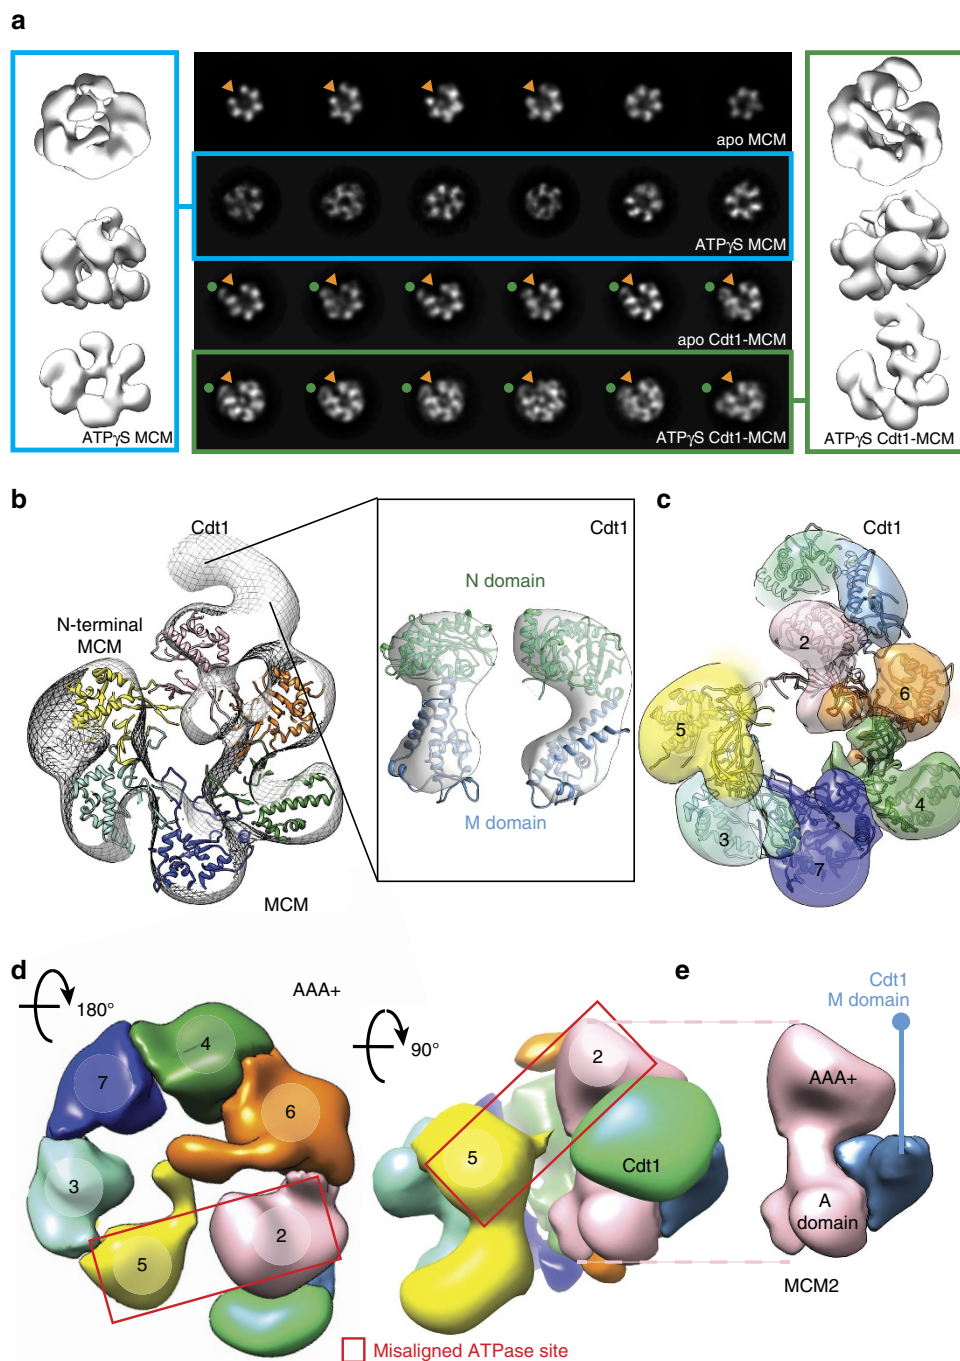 a
apo MCM
ATPγS MCM
apo Cdt1-MCM
ATPγS Cdt1-MCM
ATPγS MCM
ATPγS Cdt1-MCM
b
Cdt1
N-terminal
MCM
MCM
Cdt1
N domain
M domain
c
Cdt1
2
6
5
4
3
7
d
180°
AAA+
4
7
6
3
2
5
90°
2
5
Cdt1
Misaligned ATPase site
e
Cdt1
M domain
AAA+
A
domain
MCM2